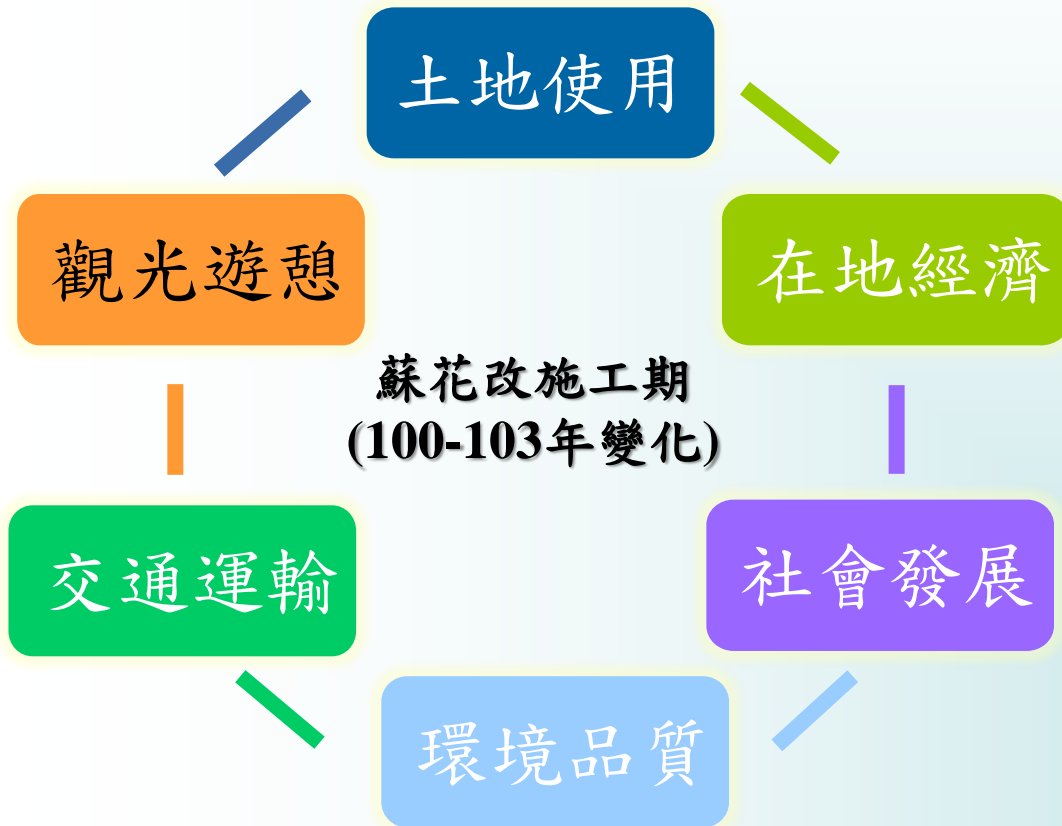 土地使用
觀光遊憩
在地經濟
蘇花改施工期
(100-103年變化)
交通運輸
社會發展
環境品質